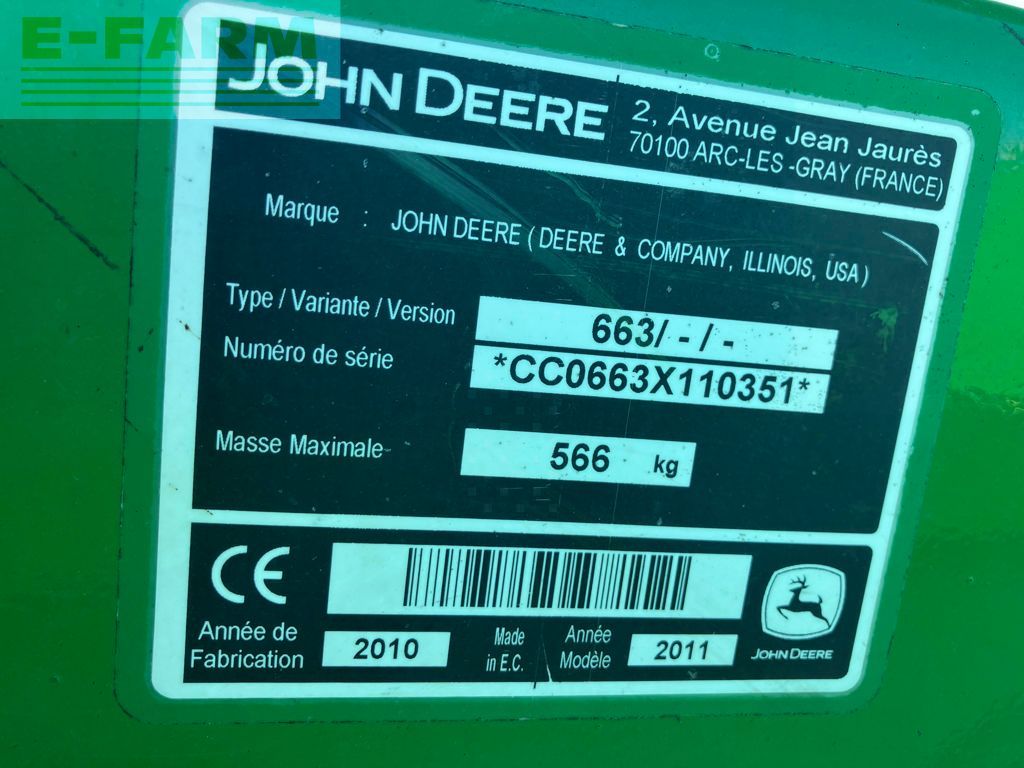 E-FARM
JOHN DEERE
2, Avenue Jean Jaurès
70100 ARC-LES -GRAY (FRANCE)
Marque : JOHN DEERE ( DEERE & COMPANY, ILLINOIS, USA )
Type / Variante / Version 663/ - / -
Numéro de série *CC0663X110351*
Masse Maximale 566 kg
CE
Année de Fabrication 2010 Made in E.C. Année Modèle 2011
JOHN DEERE